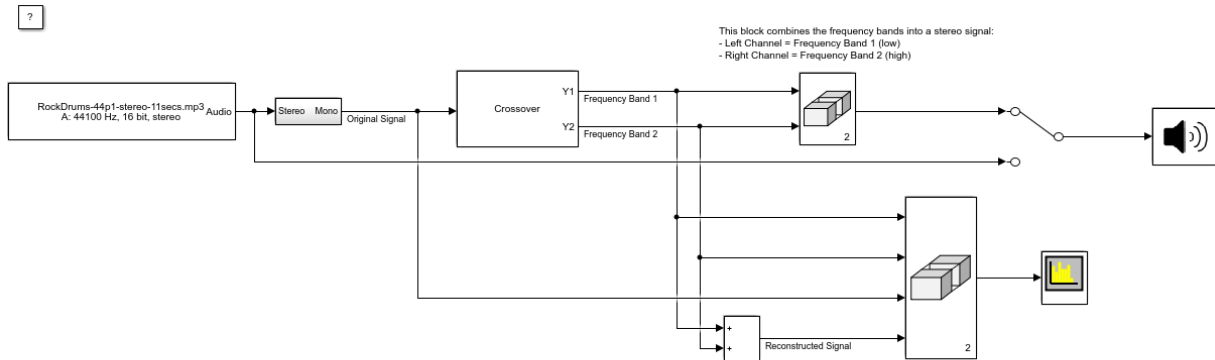 ?
This block combines the frequency bands into a stereo signal:
- Left Channel = Frequency Band 1 (low)
- Right Channel = Frequency Band 2 (high)
RockDrums-44p1-stereo-11secs.mp3
A: 44100 Hz, 16 bit, stereo
Audio
Stereo Mono
Original Signal
Crossover
Y1
Frequency Band 1
Y2
Frequency Band 2
2
+
+
Reconstructed Signal
2